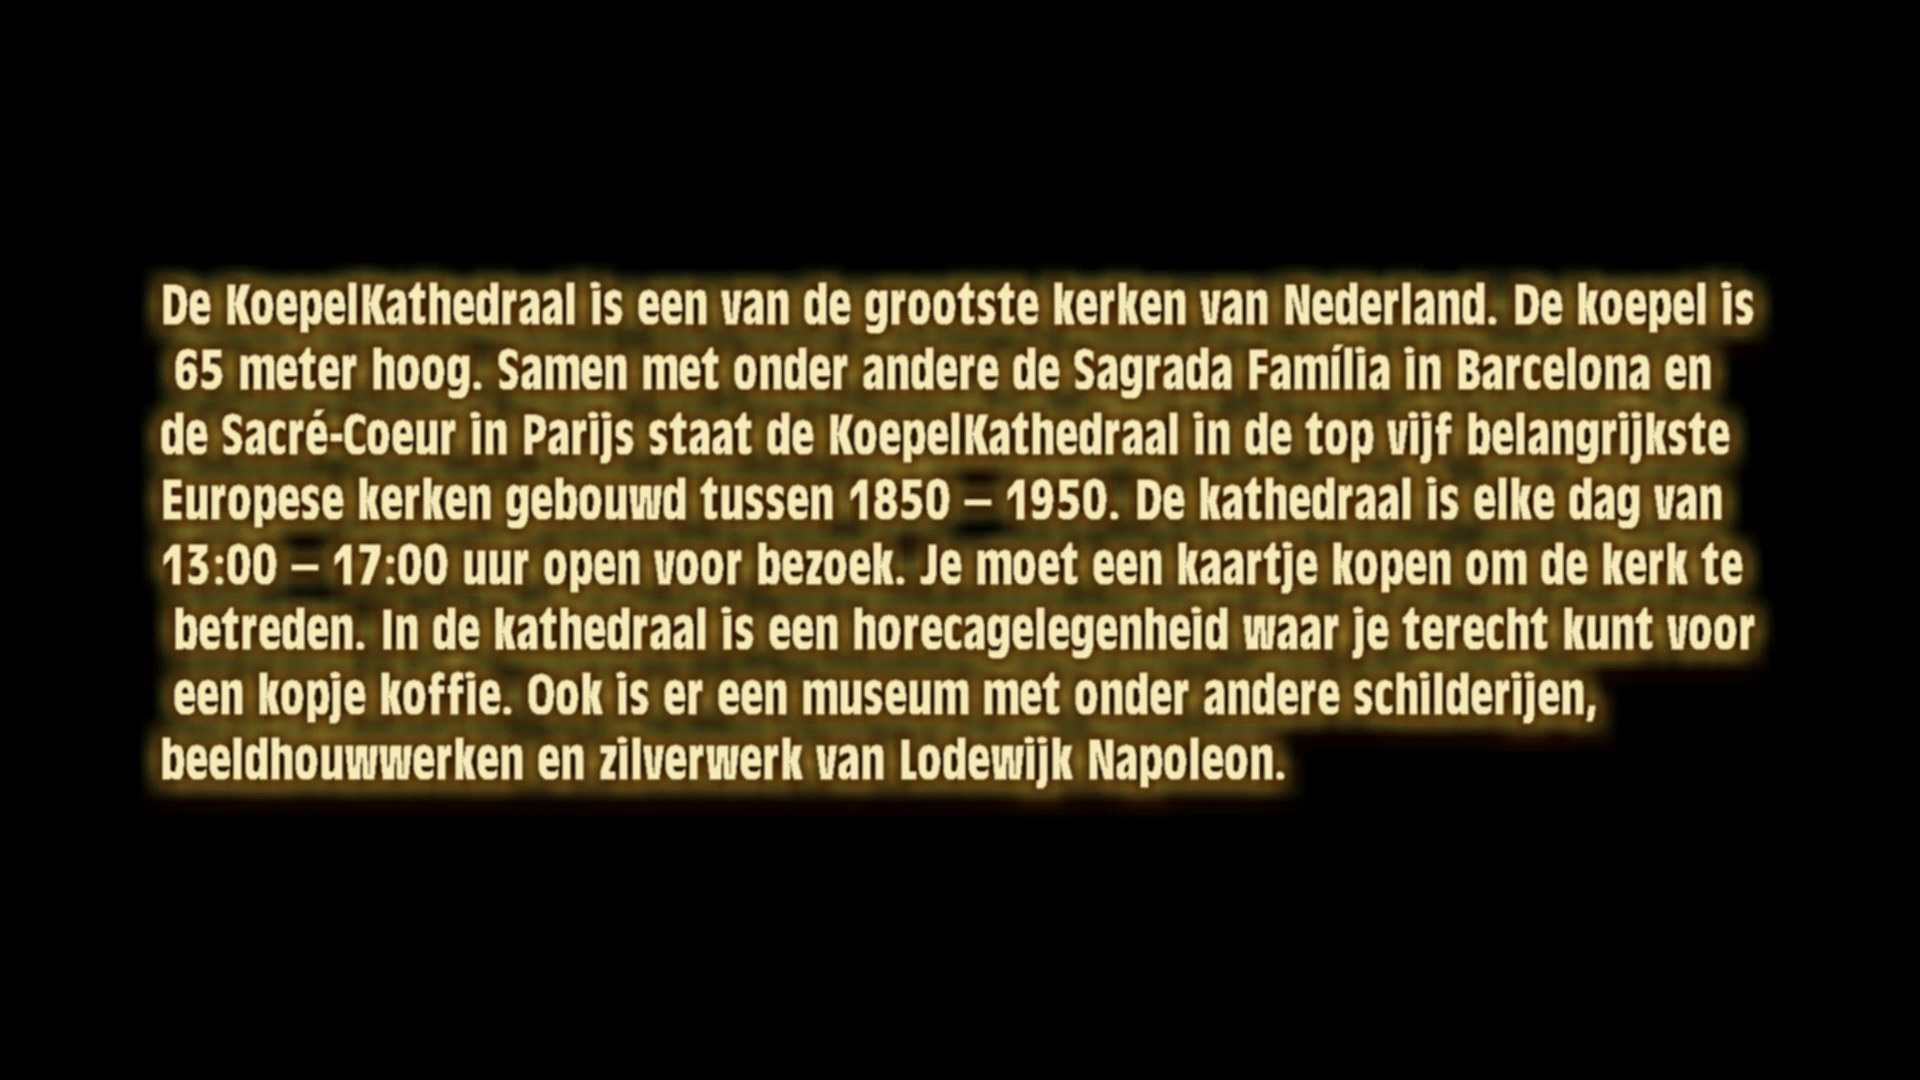 De KoepelKathedraal is een van de grootste kerken van Nederland. De koepel is
65 meter hoog. Samen met onder andere de Sagrada Família in Barcelona en
de Sacré-Coeur in Parijs staat de KoepelKathedraal in de top vijf belangrijkste
Europese kerken gebouwd tussen 1850 – 1950. De kathedraal is elke dag van
13:00 – 17:00 uur open voor bezoek. Je moet een kaartje kopen om de kerk te
betreden. In de kathedraal is een horecagelegenheid waar je terecht kunt voor
een kopje koffie. Ook is er een museum met onder andere schilderijen,
beeldhouwwerken en zilverwerk van Lodewijk Napoleon.